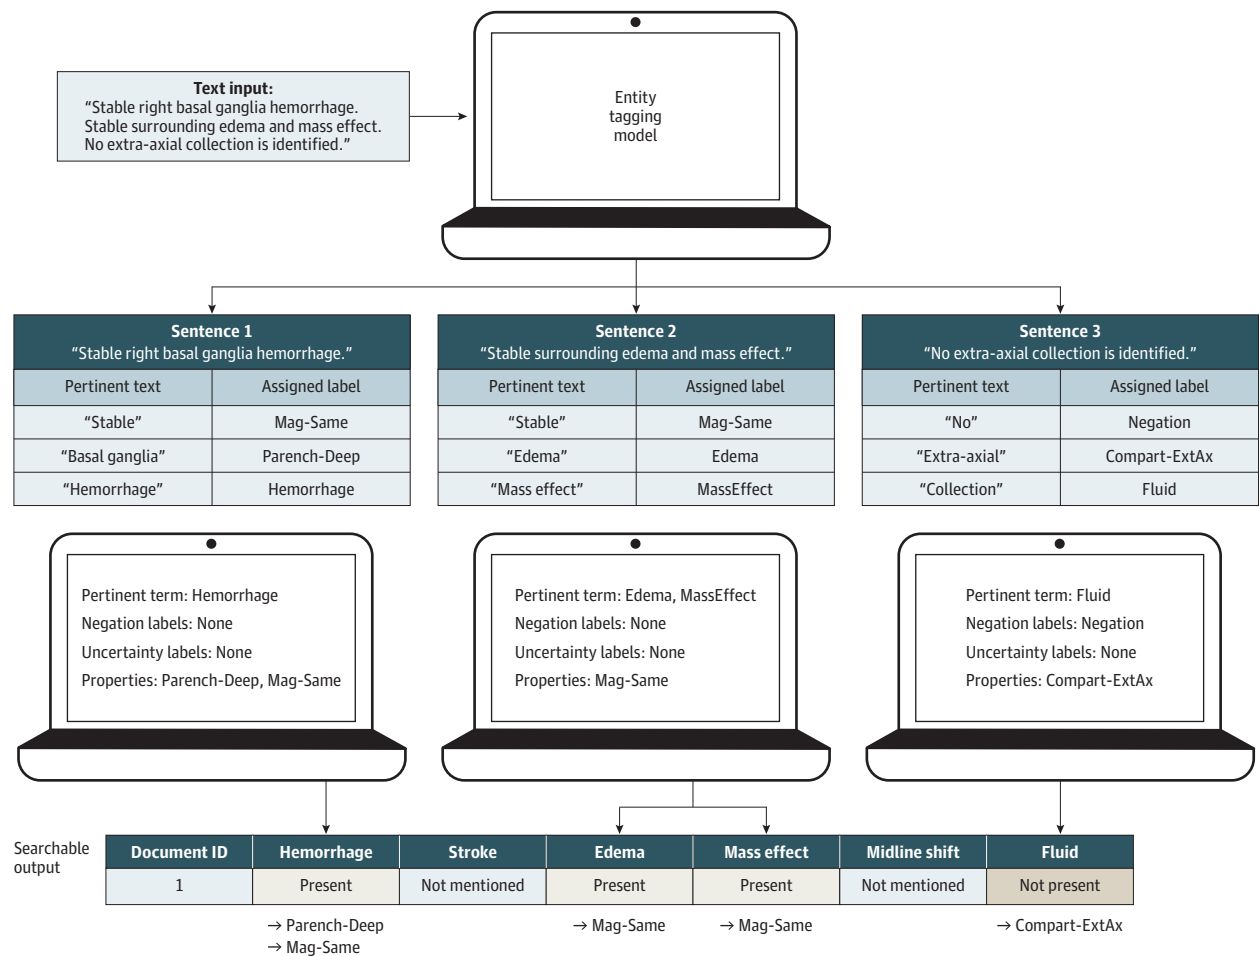 Text input:
“Stable right basal ganglia hemorrhage.
Stable surrounding edema and mass effect.
No extra-axial collection is identified.”
Entity
tagging
model
Sentence 1
“Stable right basal ganglia hemorrhage.”
Pertinent text Assigned label
“Stable” Mag-Same
“Basal ganglia” Parench-Deep
“Hemorrhage” Hemorrhage
Sentence 2
“Stable surrounding edema and mass effect.”
Pertinent text Assigned label
“Stable” Mag-Same
“Edema” Edema
“Mass effect” MassEffect
Sentence 3
“No extra-axial collection is identified.”
Pertinent text Assigned label
“No” Negation
“Extra-axial” Compart-ExtAx
“Collection” Fluid
Pertinent term: Hemorrhage
Negation labels: None
Uncertainty labels: None
Properties: Parench-Deep, Mag-Same
Pertinent term: Edema, MassEffect
Negation labels: None
Uncertainty labels: None
Properties: Mag-Same
Pertinent term: Fluid
Negation labels: Negation
Uncertainty labels: None
Properties: Compart-ExtAx
Searchable
output
Document ID Hemorrhage Stroke Edema Mass effect Midline shift Fluid
1 Present Not mentioned Present Present Not mentioned Not present
→ Parench-Deep → Mag-Same → Mag-Same → Compart-ExtAx
→ Mag-Same